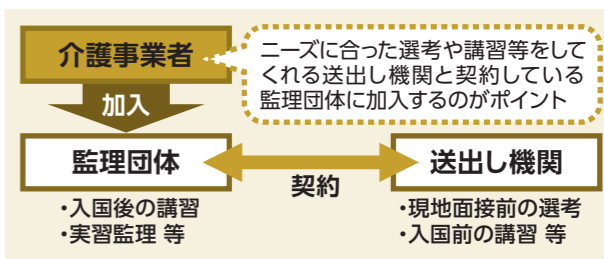 介護事業者
ニーズに合った選考や講習等をして
くれる送出し機関と契約している
監理団体に加入するのがポイント
加入
監理団体
契約
送出し機関
・入国後の講習
・実習監理 等
・現地面接前の選考
・入国前の講習 等